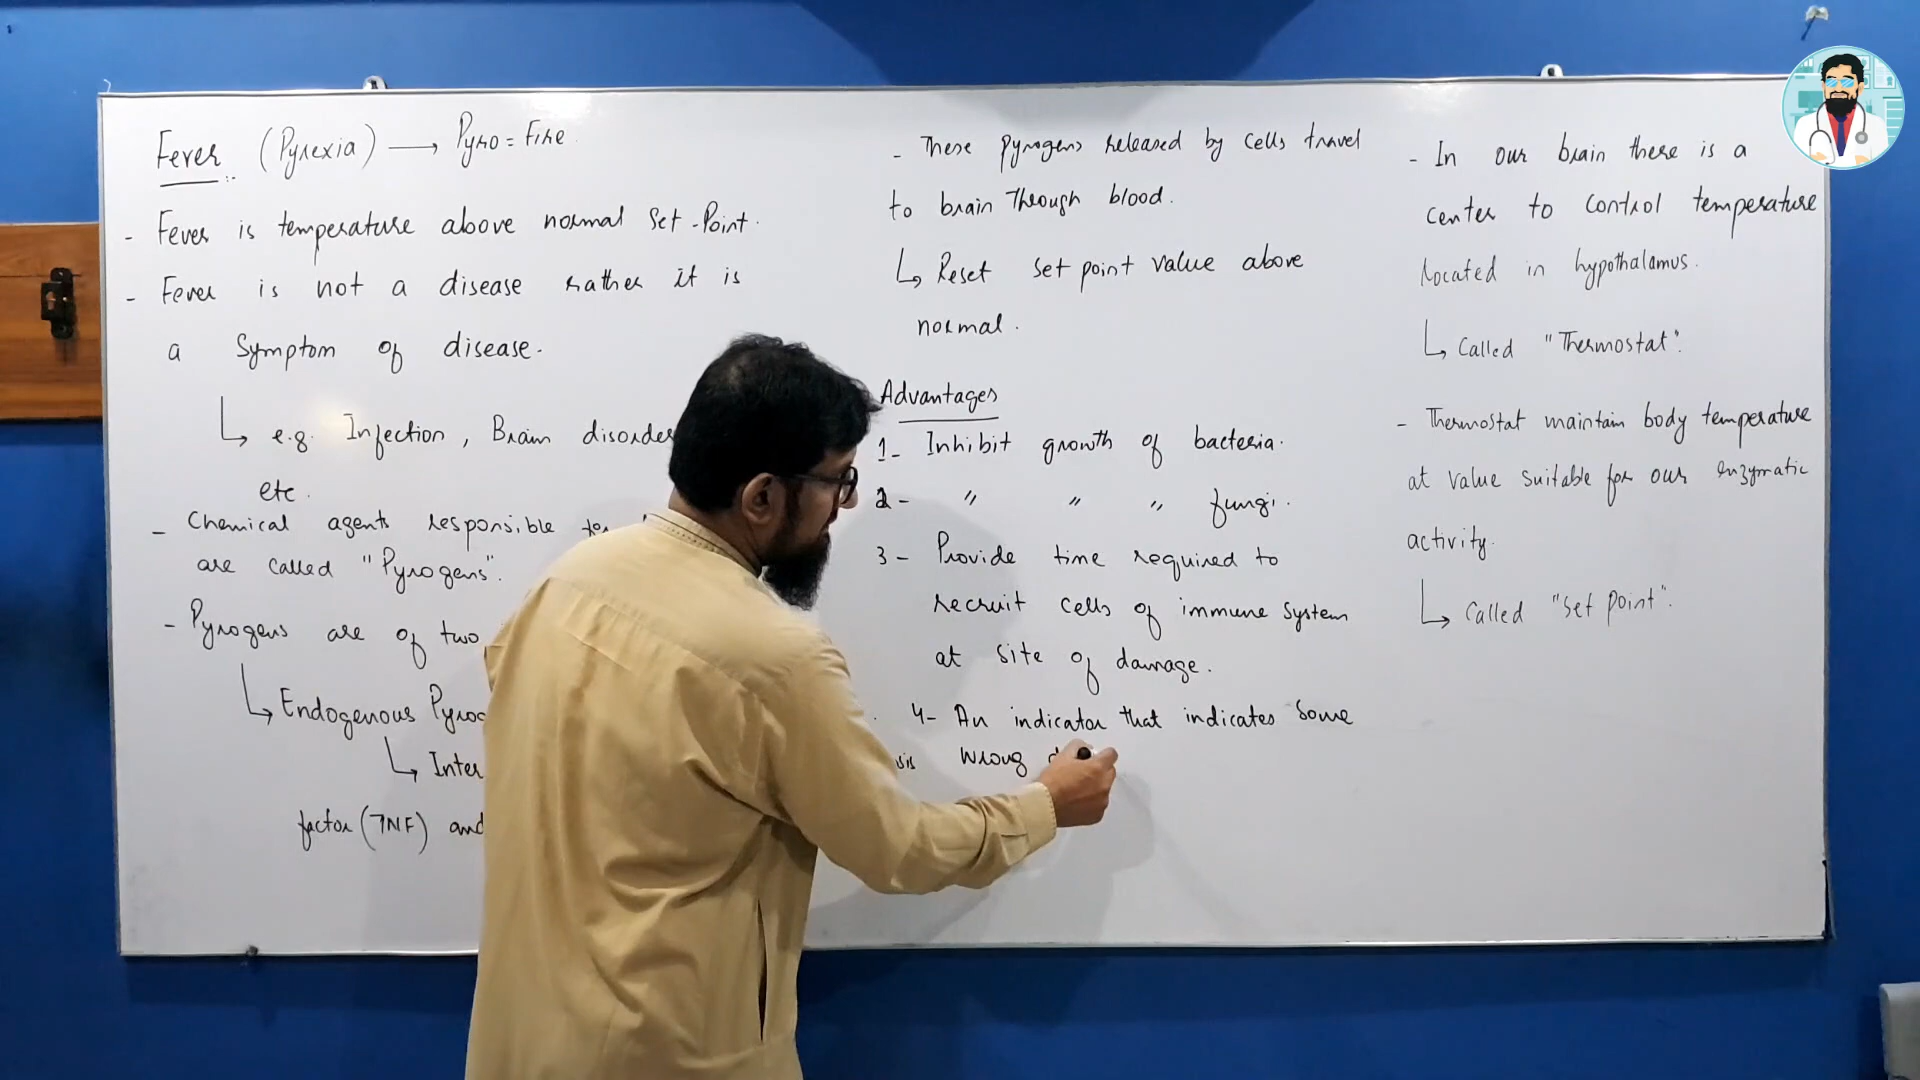 Fever (Pyrexia) → Pyro = Fire.
- Fever is temperature above normal Set-Point.
- Fever is not a disease rather it is
a Symptom of disease.
↳ e.g. Infection, Brain disorder
etc.
- Chemical agents responsible for
are called "Pyrogens".
- Pyrogens are of two
↳ Endogenous Pyrog
↳ Inter
factor (TNF) and
- These pyrogens released by cells travel
to brain through blood.
↳ Reset set point value above
normal.
Advantages
1- Inhibit growth of bacteria.
2- " " " fungi.
3- Provide time required to
recruit cells of immune system
at site of damage.
4- An indicator that indicates some
wrong
- In our brain there is a
center to control temperature
located in hypothalamus.
↳ Called "Thermostat".
- Thermostat maintain body temperature
at value suitable for our enzymatic
activity.
↳ Called "Set point".